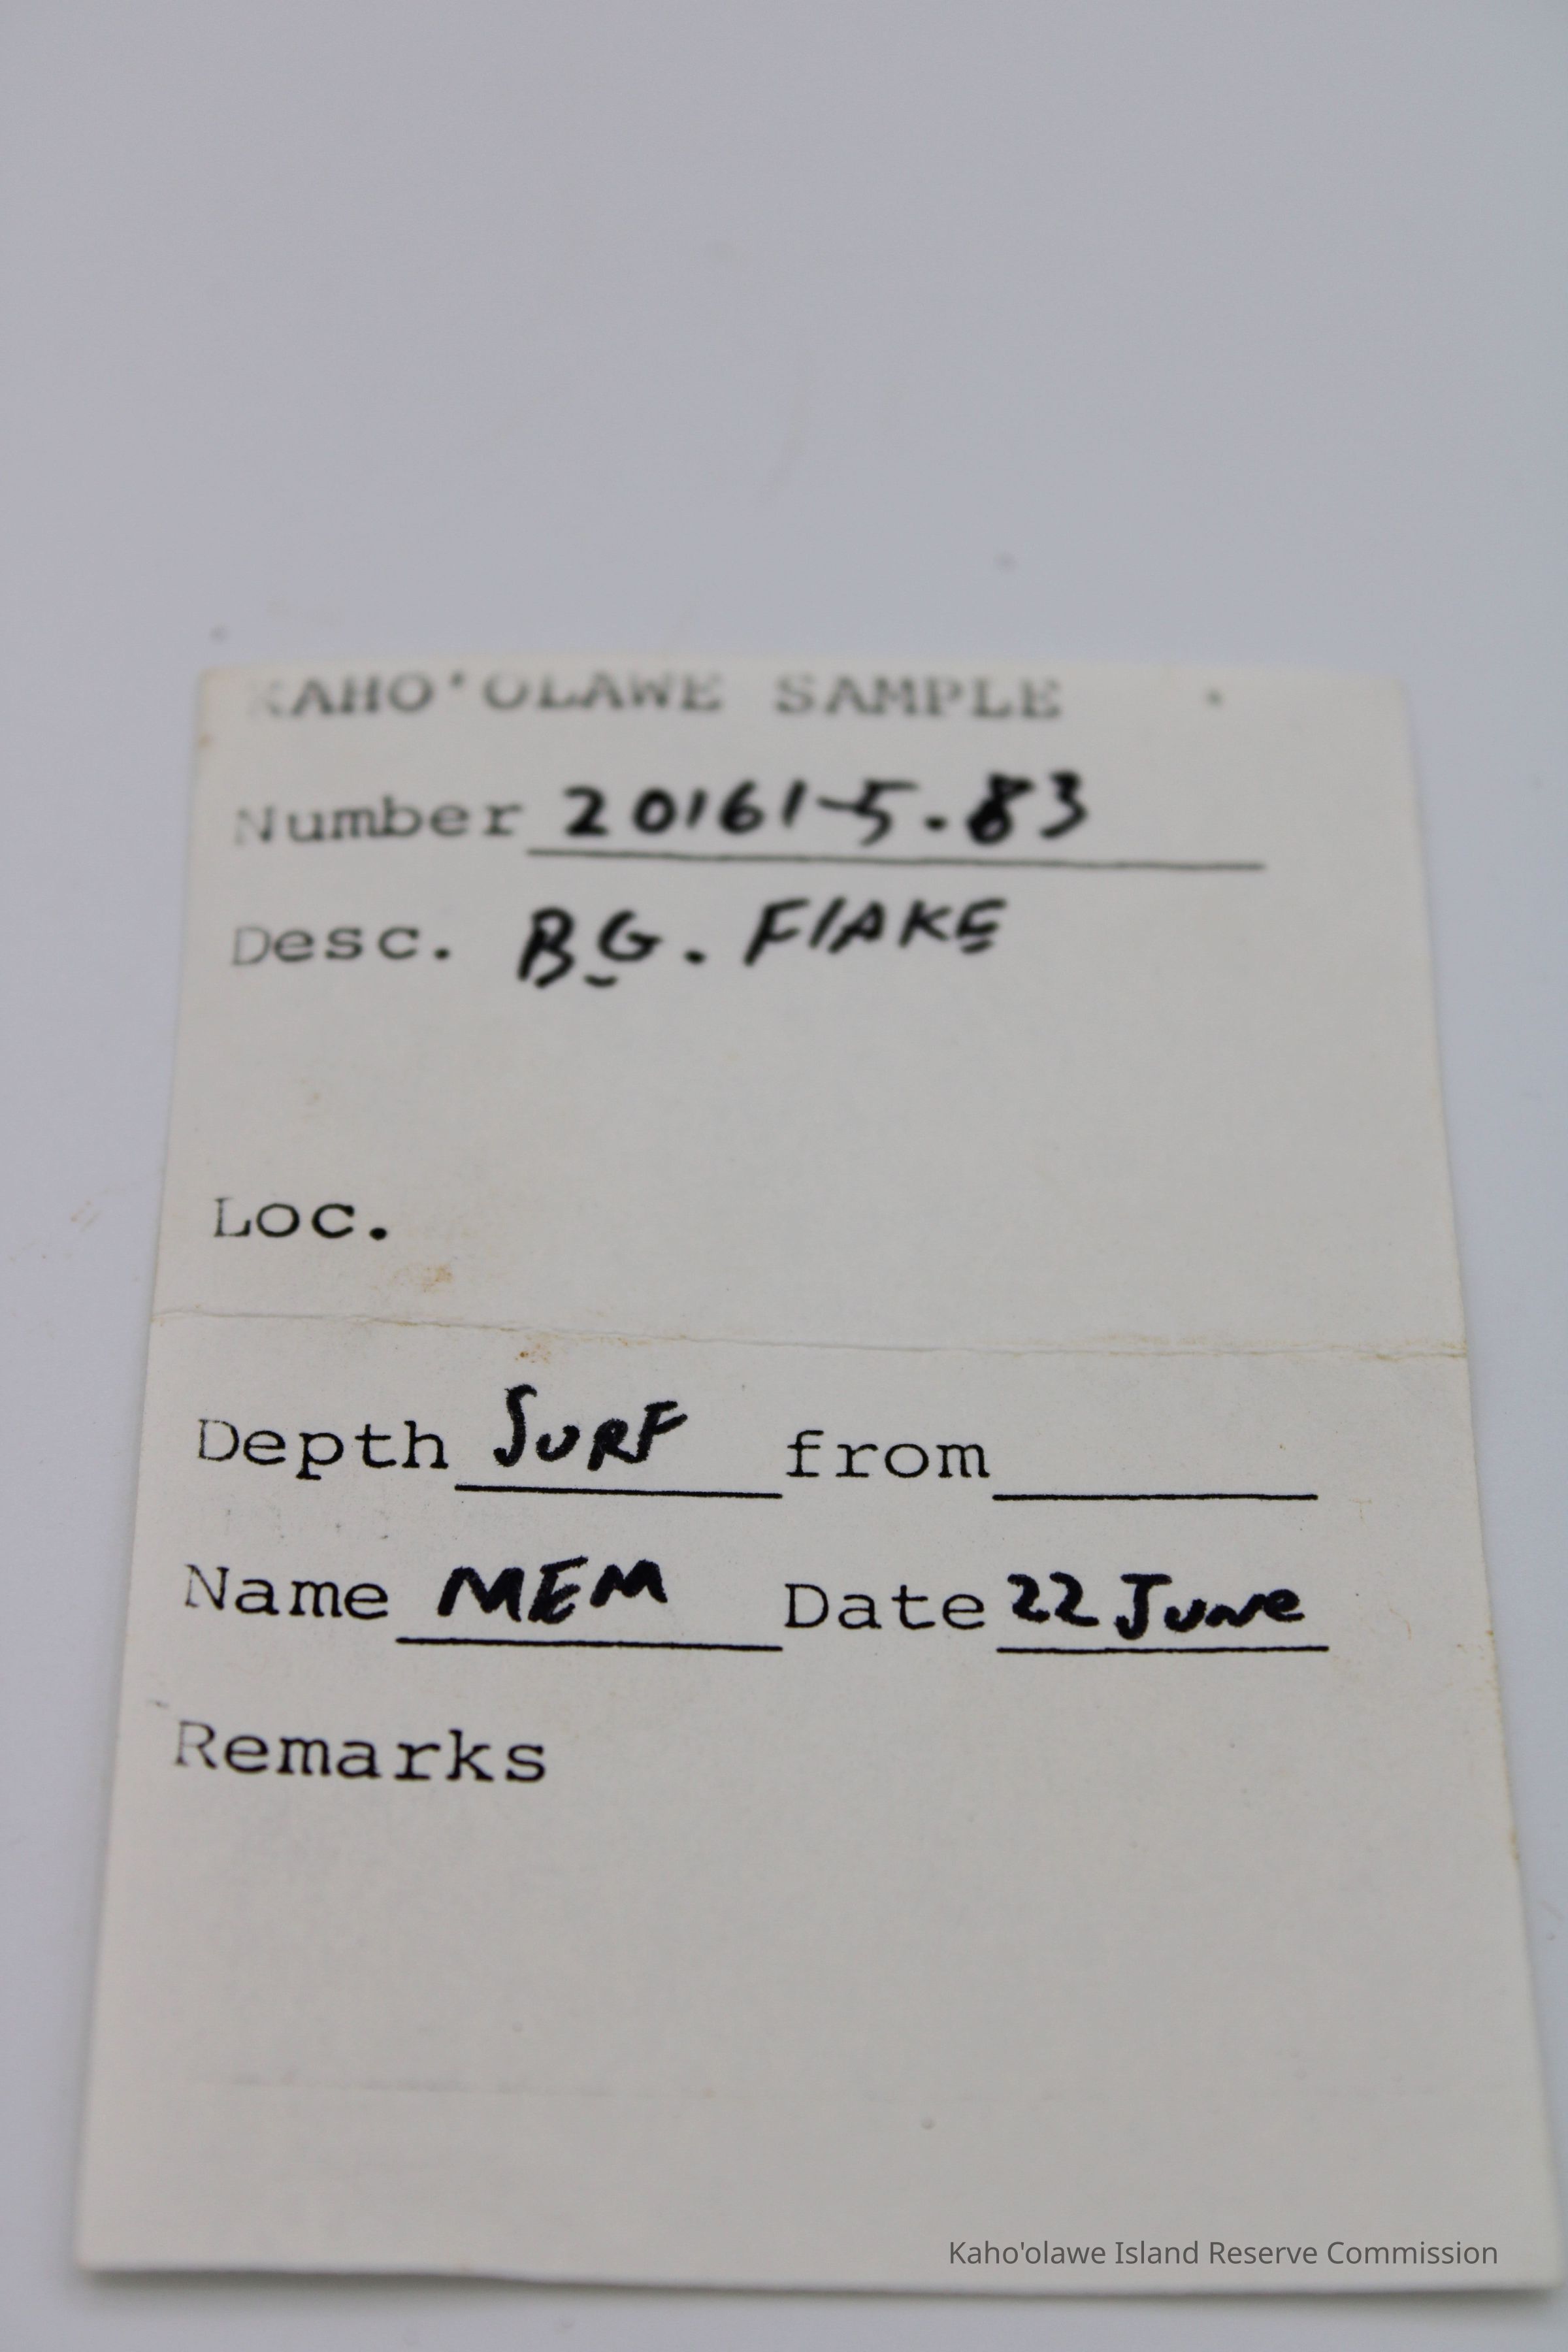 KAHO'OLAWE SAMPLE
Number 20161-5.83
Desc. BG. FlAKE
Loc.
Depth SURF from
Name MEM Date 22 June
Remarks
Kaho'olawe Island Reserve Commission